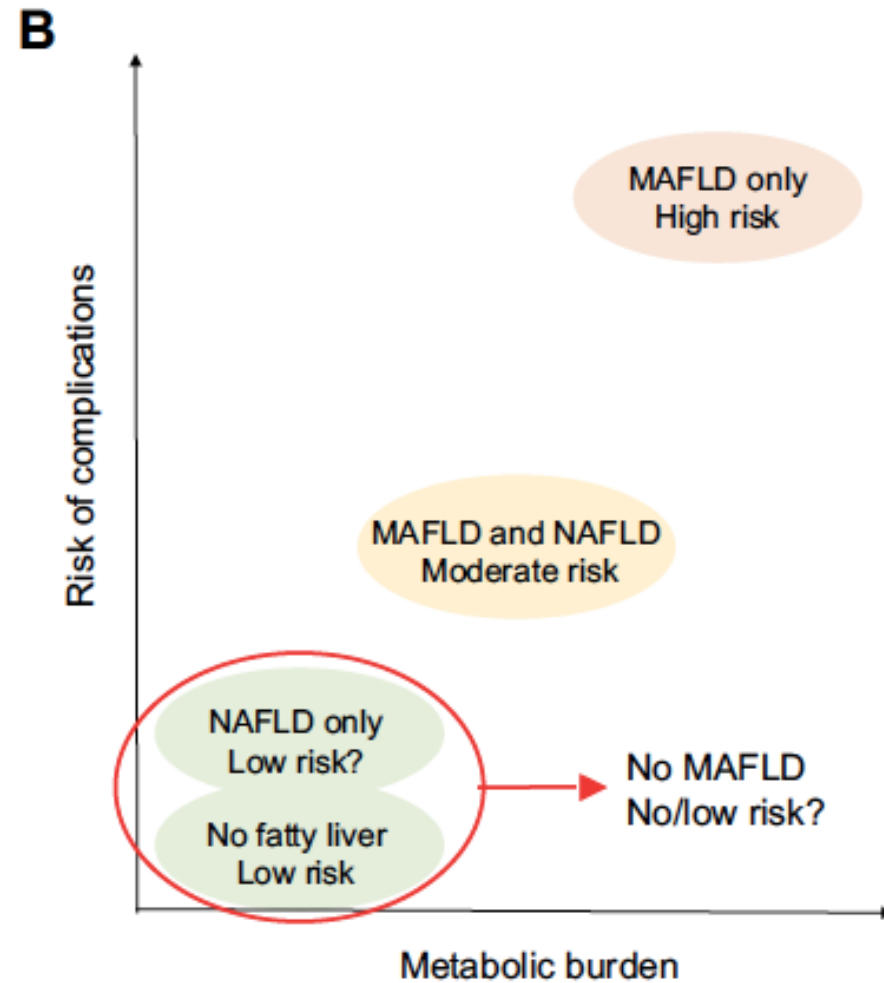 B
Risk of complications
MAFLD only
High risk
MAFLD and NAFLD
Moderate risk
NAFLD only
Low risk?
No fatty liver
Low risk
No MAFLD
No/low risk?
Metabolic burden